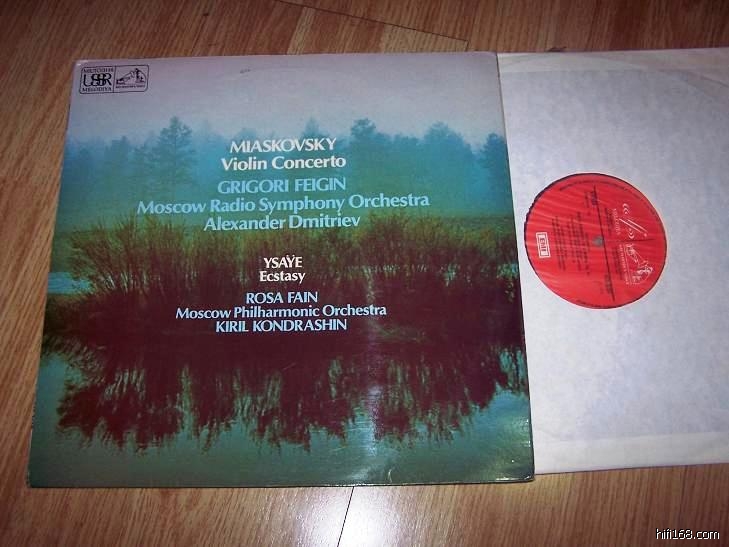 MELODIYA
MIASKOVSKY
Violin Concerto
GRIGORI FEIGIN
Moscow Radio Symphony Orchestra
Alexander Dmitriev
YSAŸE
Ecstasy
ROSA FAIN
Moscow Philharmonic Orchestra
KIRIL KONDRASHIN
EMI
hifi168.com